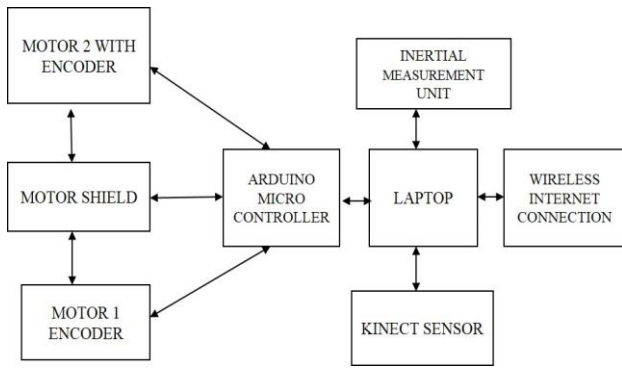 MOTOR 2 WITH
ENCODER
INERTIAL
MEASUREMENT
UNIT
MOTOR SHIELD
ARDUINO
MICRO
CONTROLLER
LAPTOP
WIRELESS
INTERNET
CONNECTION
MOTOR 1
ENCODER
KINECT SENSOR